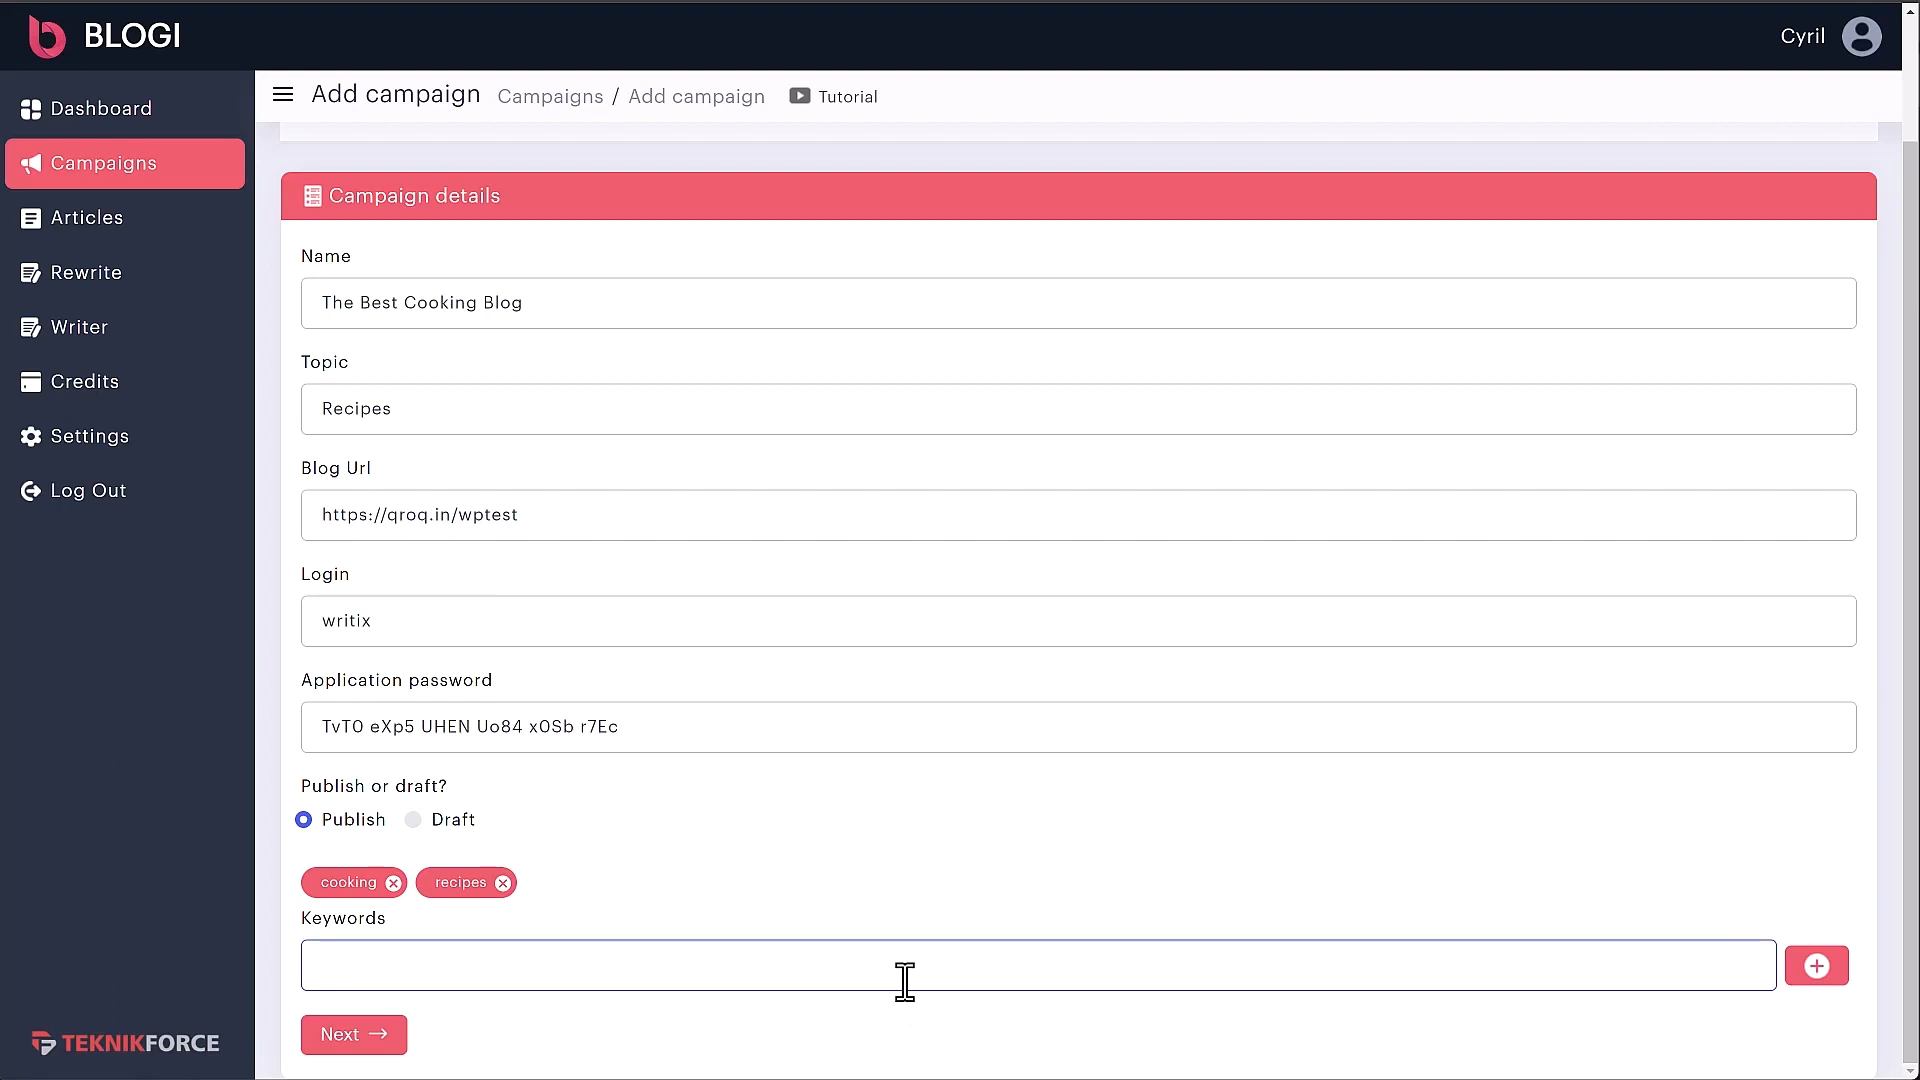 BLOGI
Cyril
Dashboard
Campaigns
Articles
Rewrite
Writer
Credits
Settings
Log Out
TEKNIKFORCE
Add campaign Campaigns / Add campaign Tutorial
Campaign details
Name
The Best Cooking Blog
Topic
Recipes
Blog Url
https://qroq.in/wptest
Login
writix
Application password
TvT0 eXp5 UHEN Uo84 x0Sb r7Ec
Publish or draft?
Publish Draft
cooking recipes
Keywords
Next →